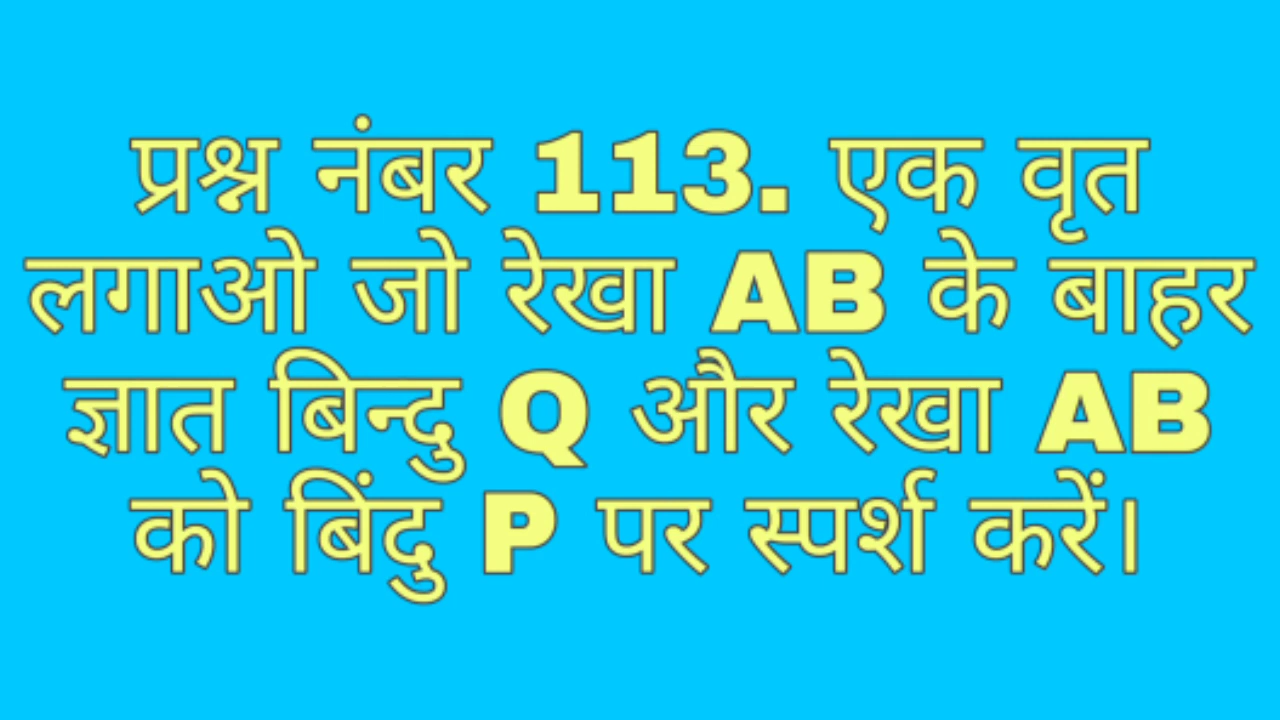 प्रश्न नंबर 113. एक वृत
लगाओ जो रेखा AB के बाहर
ज्ञात बिन्दु Q और रेखा AB
को बिंदु P पर स्पर्श करें।